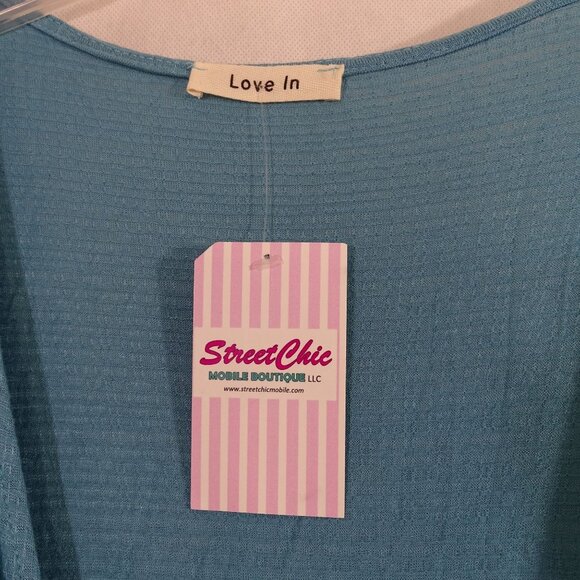 Love In
StreetChic
MOBILE BOUTIQUE LLC
www.streetchicmobile.com